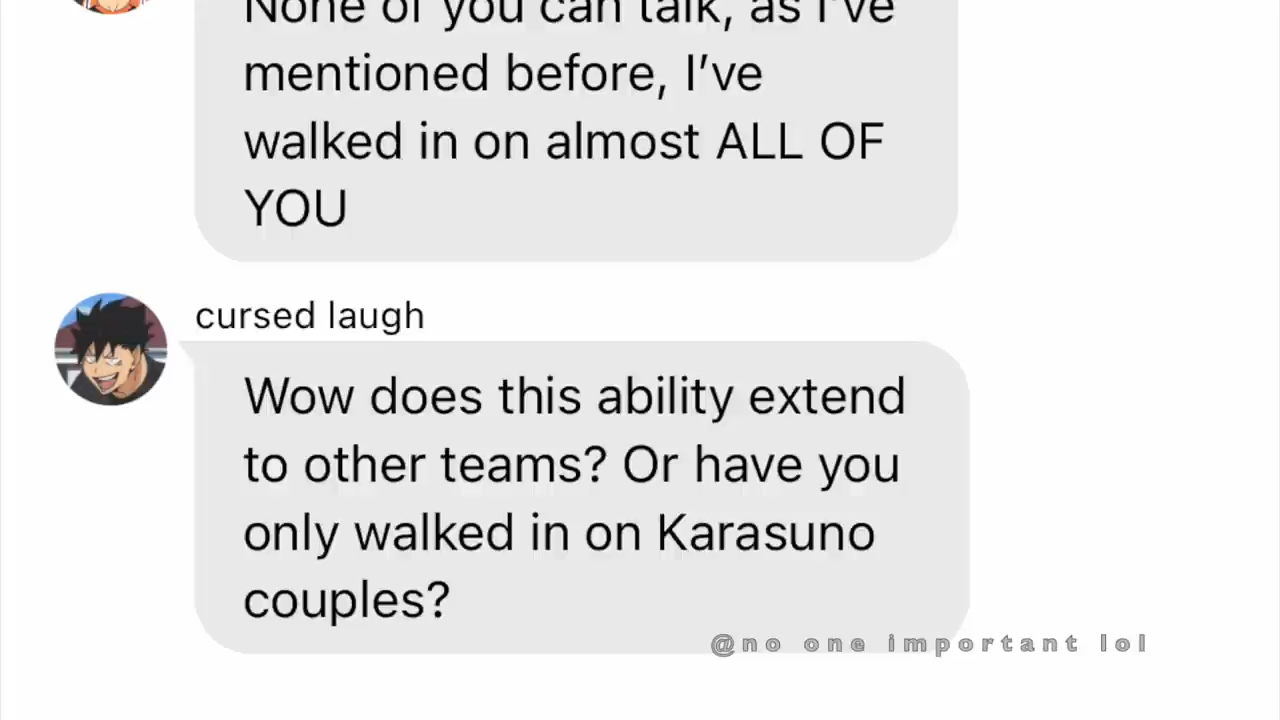 None of you can talk, as I've
mentioned before, I've
walked in on almost ALL OF
YOU
cursed laugh
Wow does this ability extend
to other teams? Or have you
only walked in on Karasuno
couples?
@no one important lol